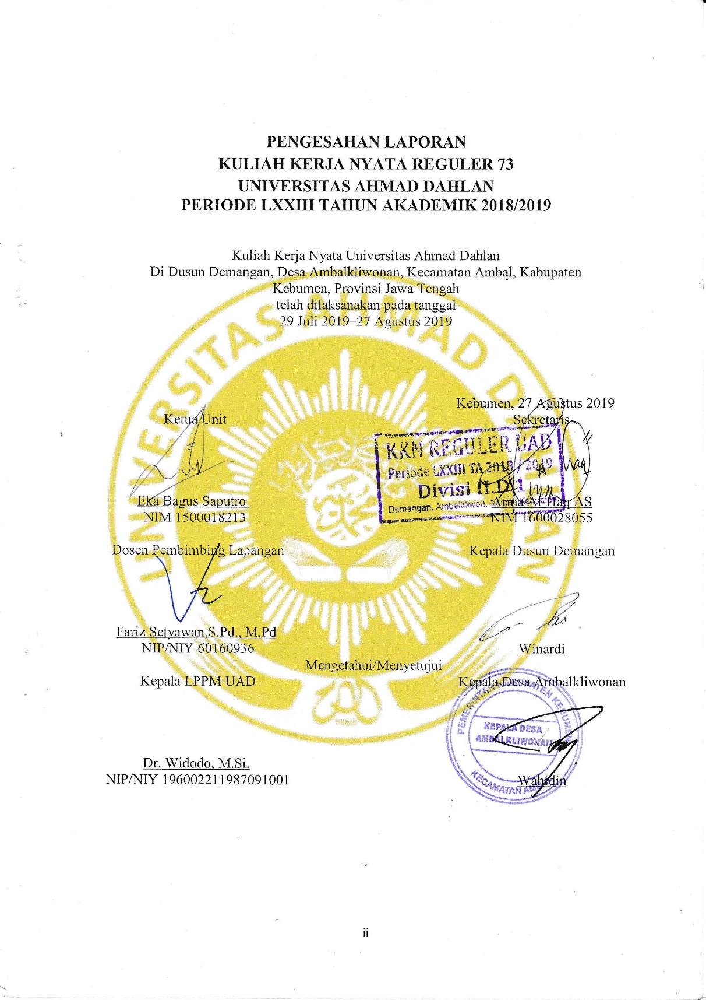 PENGESAHAN LAPORAN
KULIAH KERJA NYATA REGULER 73
UNIVERSITAS AHMAD DAHLAN
PERIODE LXXIII TAHUN AKADEMIK 2018/2019
Kuliah Kerja Nyata Universitas Ahmad Dahlan
Di Dusun Demangan, Desa Ambalkliwonan, Kecamatan Ambal, Kabupaten
Kebumen, Provinsi Jawa Tengah
telah dilaksanakan pada tanggal
29 Juli 2019–27 Agustus 2019
UNIVERSITAS AHMAD DAHLAN
Kebumen, 27 Agustus 2019
Ketua Unit
Sekretaris
KKN REGULER UAD
Periode LXXIII TA 2018 / 2019
Divisi II.D.1
Demangan, Ambalkliwon,
Eka Bagus Saputro
Arina Al-Haq AS
NIM 1500018213
NIM 1600028055
Dosen Pembimbing Lapangan
Kepala Dusun Demangan
Fariz Setyawan,S.Pd., M.Pd
NIP/NIY 60160936
Winardi
Mengetahui/Menyetujui
Kepala LPPM UAD
Kepala Desa Ambalkliwonan
PEMERINTAH KABUPATEN KEBUMEN
KEPALA DESA
AMBALKLIWONAN
KECAMATAN AMBAL
Dr. Widodo, M.Si.
NIP/NIY 196002211987091001
Wahidin
ii